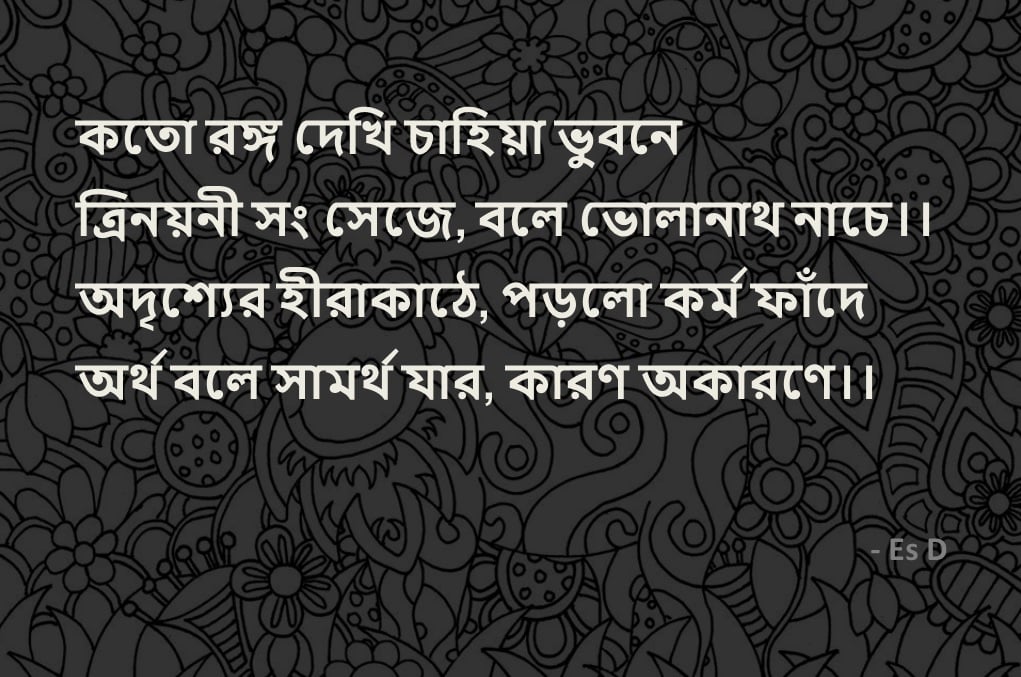 কতো রঙ্গ দেখি চাহিয়া ভুবনে
ত্রিনয়নী সং সেজে, বলে ভোলানাথ নাচে।।
অদৃশ্যের হীরাকাঠে, পড়লো কর্ম ফাঁদে
অর্থ বলে সামর্থ যার, কারণ অকারণে।।
- Es D